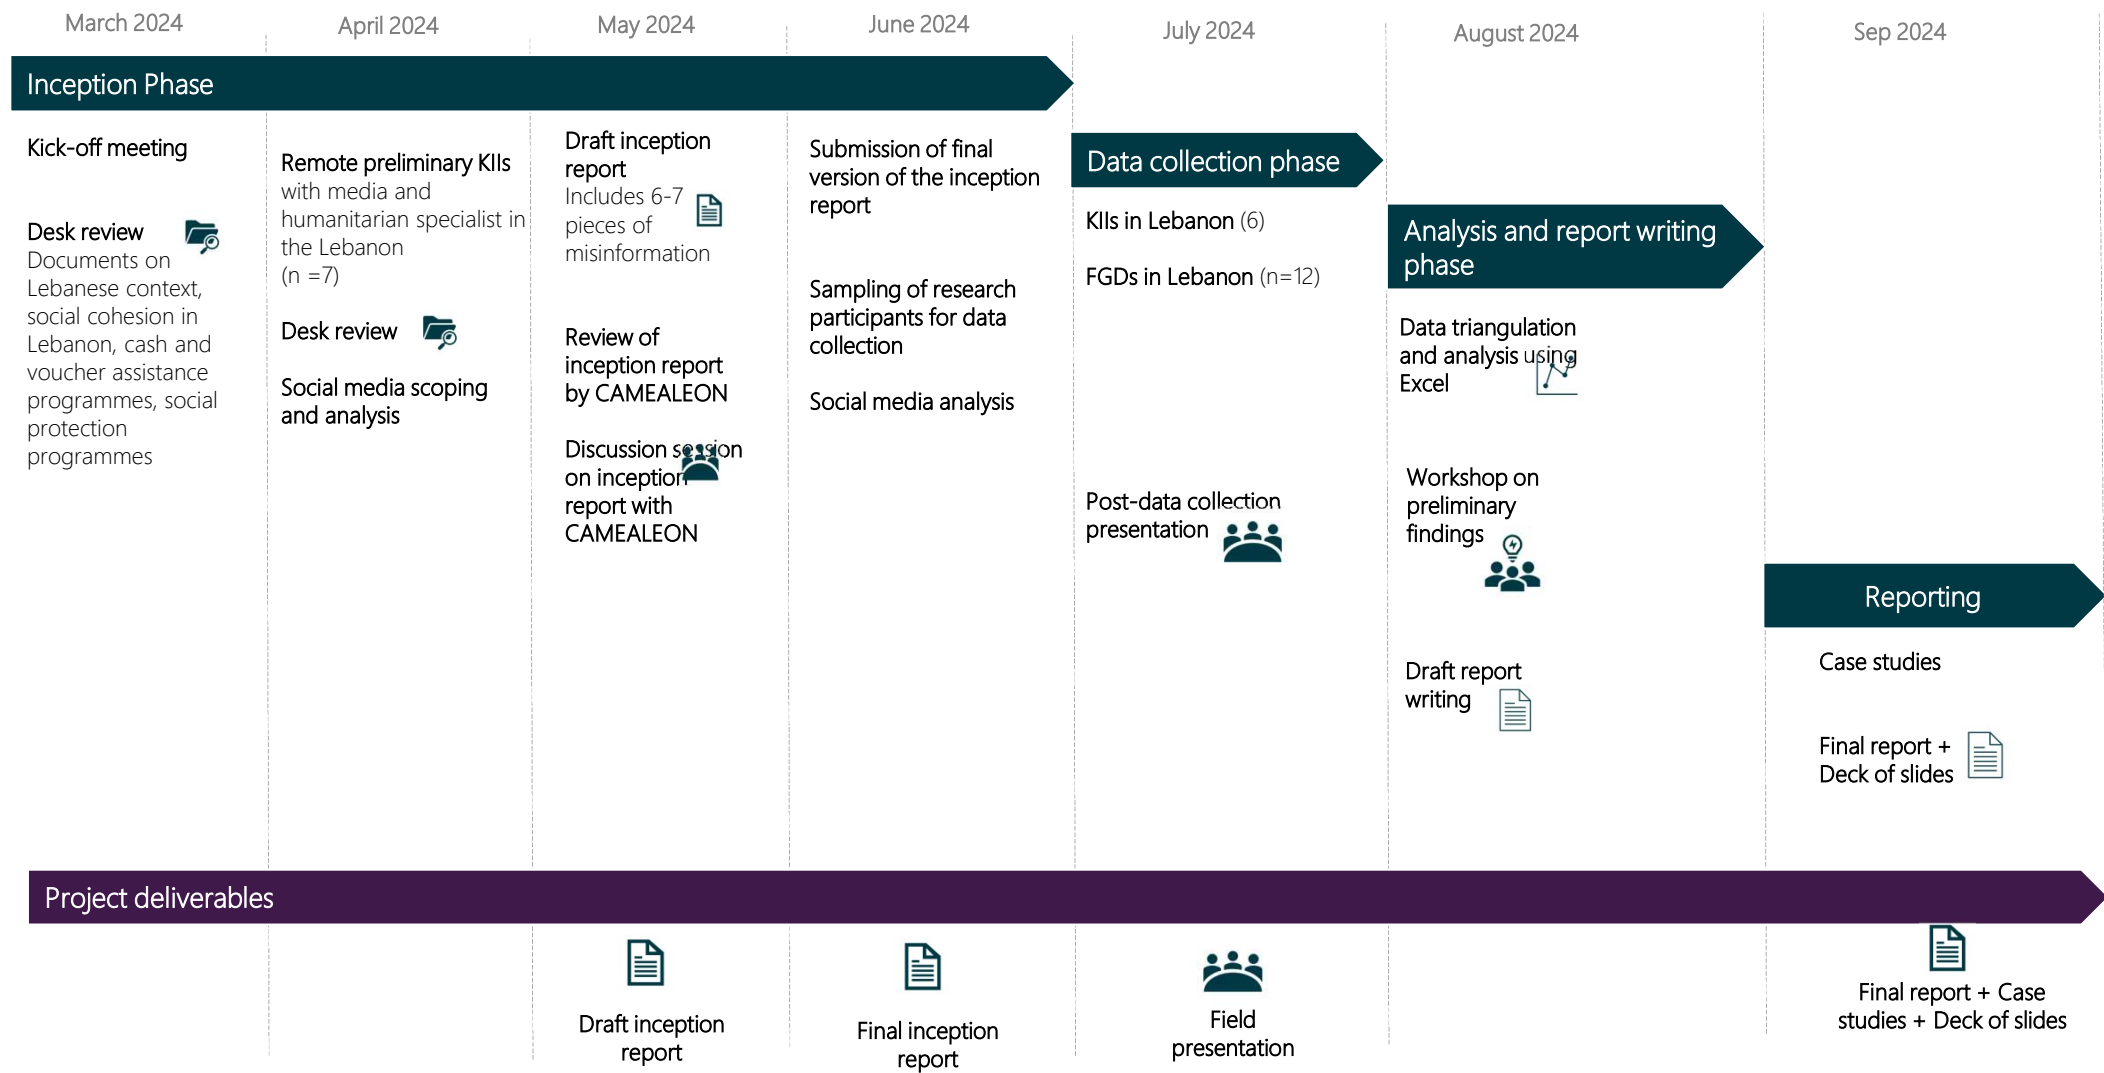 March 2024
April 2024
May 2024
June 2024
July 2024
August 2024
Sep 2024
Inception Phase
Kick-off meeting
Desk review
Documents on
Lebanese context,
social cohesion in
Lebanon, cash and
voucher assistance
programmes, social
protection
programmes
Remote preliminary KIIs
with media and
humanitarian specialist in
the Lebanon
(n =7)
Desk review
Social media scoping
and analysis
Draft inception
report
Includes 6-7
pieces of
misinformation
Review of
inception report
by CAMEALEON
Discussion session
on inception
report with
CAMEALEON
Submission of final
version of the inception
report
Sampling of research
participants for data
collection
Social media analysis
Data collection phase
KIIs in Lebanon (6)
FGDs in Lebanon (n=12)
Post-data collection
presentation
Analysis and report writing
phase
Data triangulation
and analysis using
Excel
Workshop on
preliminary
findings
Draft report
writing
Reporting
Case studies
Final report +
Deck of slides
Project deliverables
Draft inception
report
Final inception
report
Field
presentation
Final report + Case
studies + Deck of slides